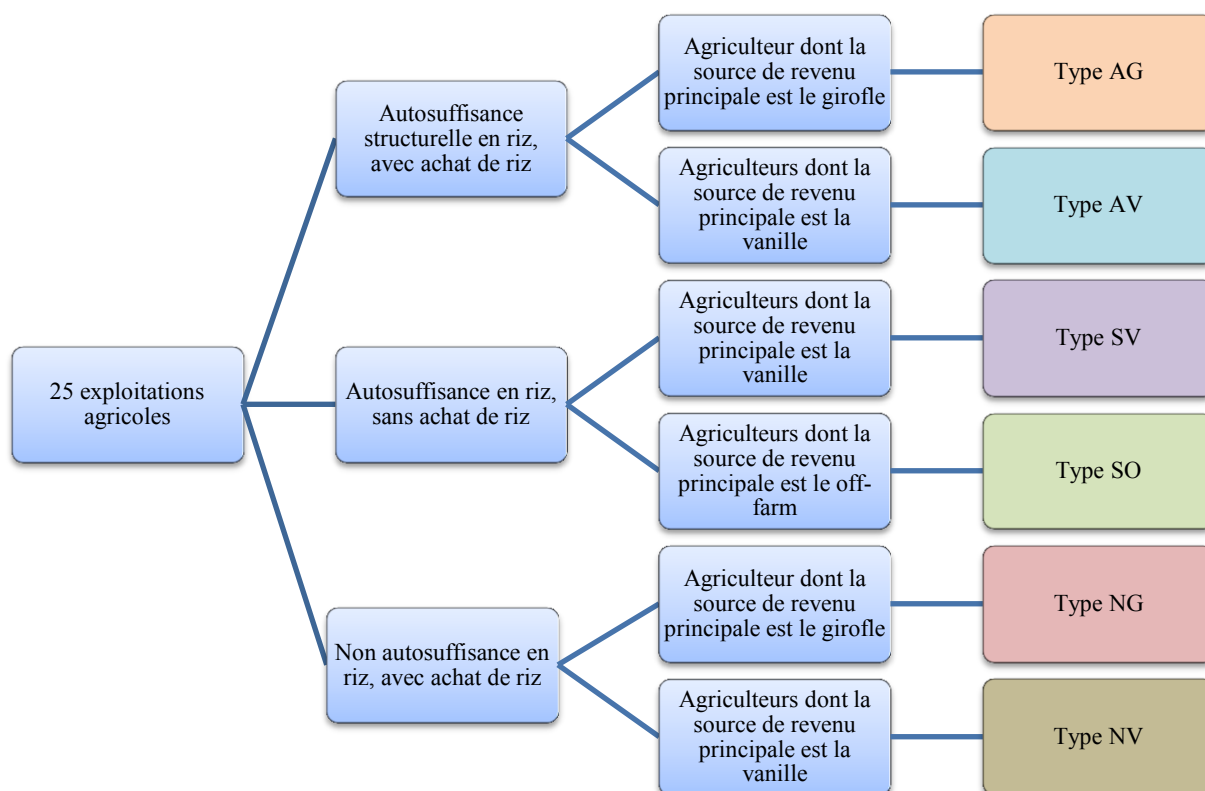 25 exploitations
agricoles
Autosuffisance
structurelle en riz,
avec achat de riz
Agriculteur dont la
source de revenu
principale est le girofle
Type AG
Agriculteurs dont la
source de revenu
principale est la
vanille
Type AV
Autosuffisance en riz,
sans achat de riz
Agriculteurs dont la
source de revenu
principale est la
vanille
Type SV
Agriculteurs dont la
source de revenu
principale est le off-
farm
Type SO
Non autosuffisance en
riz, avec achat de riz
Agriculteur dont la
source de revenu
principale est le girofle
Type NG
Agriculteurs dont la
source de revenu
principale est la
vanille
Type NV